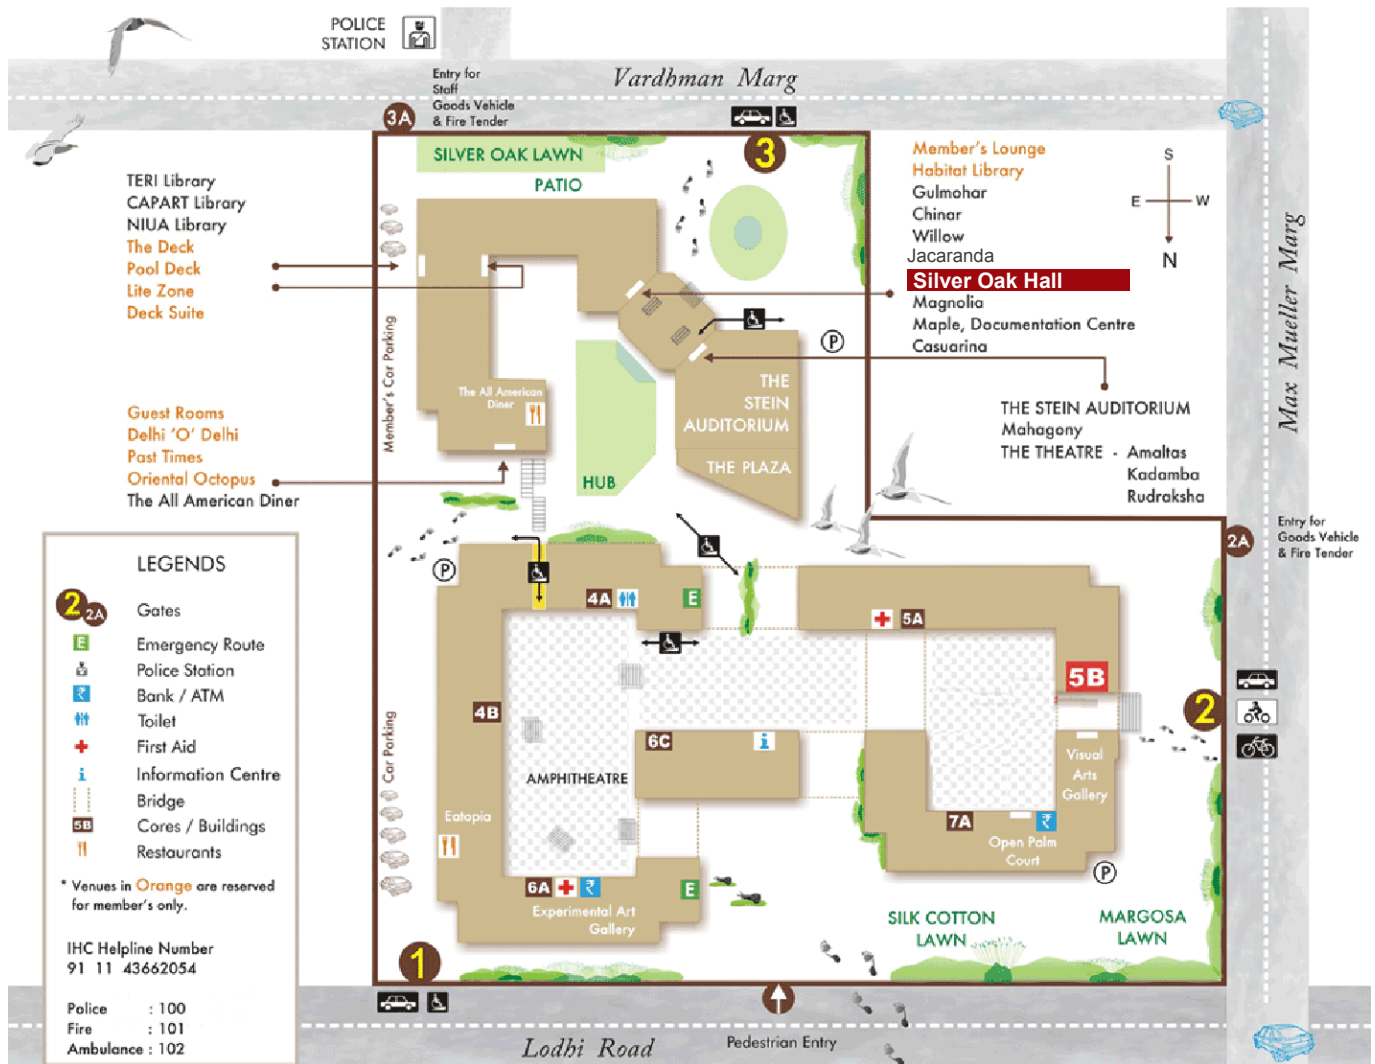 POLICE
STATION
Entry for
Staff
Goods Vehicle
& Fire Tender
Vardhman Marg
3A
3
SILVER OAK LAWN
PATIO
TERI Library
CAPART Library
NIUA Library
The Deck
Pool Deck
Lite Zone
Deck Suite
Member's Lounge
Habitat Library
Gulmohar
Chinar
Willow
Jacaranda
Silver Oak Hall
Magnolia
Maple, Documentation Centre
Casuarina
S
E W
N
Max Mueller Marg
Member's Car Parking
P
The All American
Diner
THE
STEIN
AUDITORIUM
THE PLAZA
HUB
THE STEIN AUDITORIUM
Mahagony
THE THEATRE - Amaltas
Kadamba
Rudraksha
Guest Rooms
Delhi 'O' Delhi
Past Times
Oriental Octopus
The All American Diner
2A
Entry for
Goods Vehicle
& Fire Tender
LEGENDS
2 2A Gates
E Emergency Route
Police Station
₹ Bank / ATM
Toilet
First Aid
i Information Centre
Bridge
5B Cores / Buildings
Restaurants
* Venues in Orange are reserved
for member's only.
IHC Helpline Number
91 11 43662054
Police : 100
Fire : 101
Ambulance : 102
P
4A
E
5A
5B
2
4B
6C
i
AMPHITHEATRE
Visual
Arts
Gallery
Car Parking
Eatopia
7A
₹
Open Palm
Court
P
6A
₹
E
Experimental Art
Gallery
SILK COTTON
LAWN
MARGOSA
LAWN
1
Lodhi Road
Pedestrian Entry